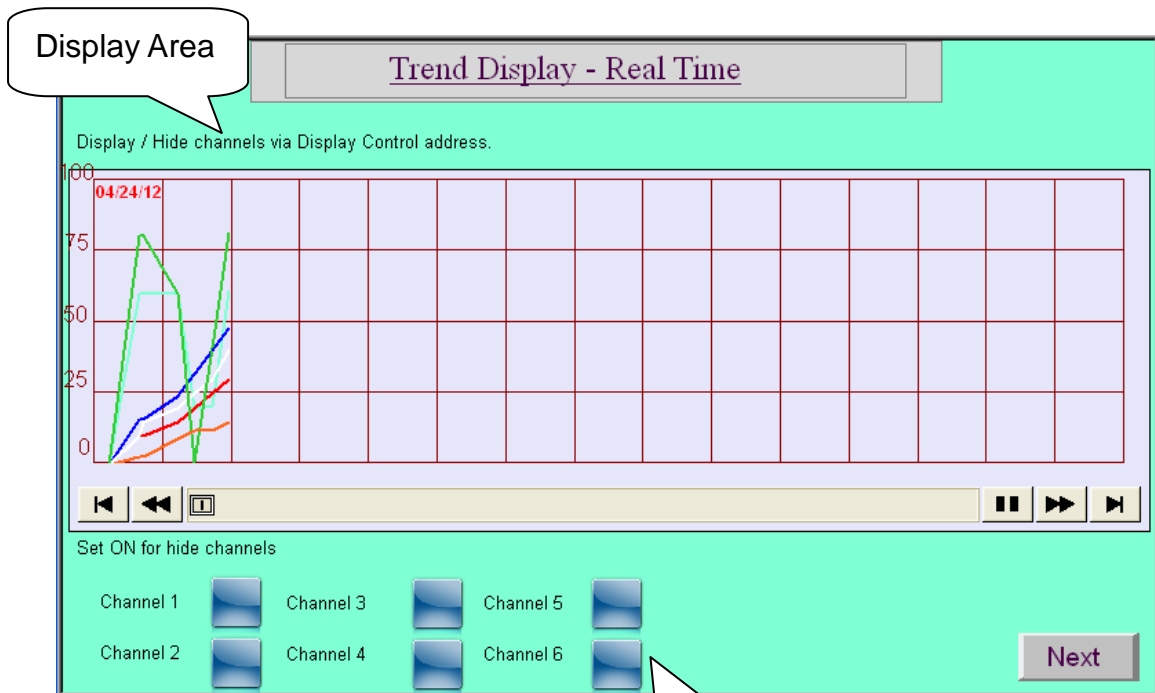 Display Area
Trend Display - Real Time
Display / Hide channels via Display Control address.
100
04/24/12
75
50
25
0
Set ON for hide channels
Channel 1
Channel 3
Channel 5
Channel 2
Channel 4
Channel 6
Next